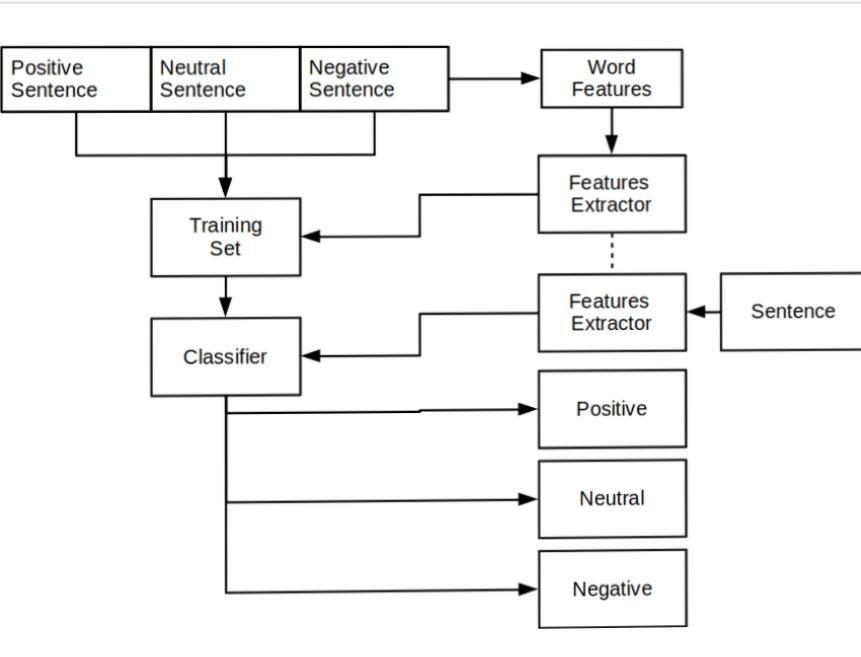 Positive
Sentence
Neutral
Sentence
Negative
Sentence
Word
Features
Features
Extractor
Training
Set
Features
Extractor
Sentence
Classifier
Positive
Neutral
Negative